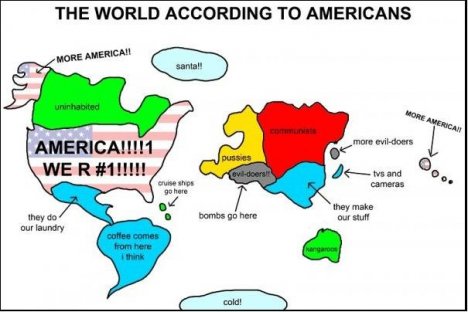 THE WORLD ACCORDING TO AMERICANS
MORE AMERICA!!
santa!!
uninhabited
communists
MORE AMERICA!!
AMERICA!!!!1
WE R #1!!!!!
pussies
more evil-doers
evil-doers!!
cruise ships
go here
tvs and
cameras
they do
our laundry
bombs go here
they make
our stuff
coffee comes
from here
i think
kangaroos
cold!